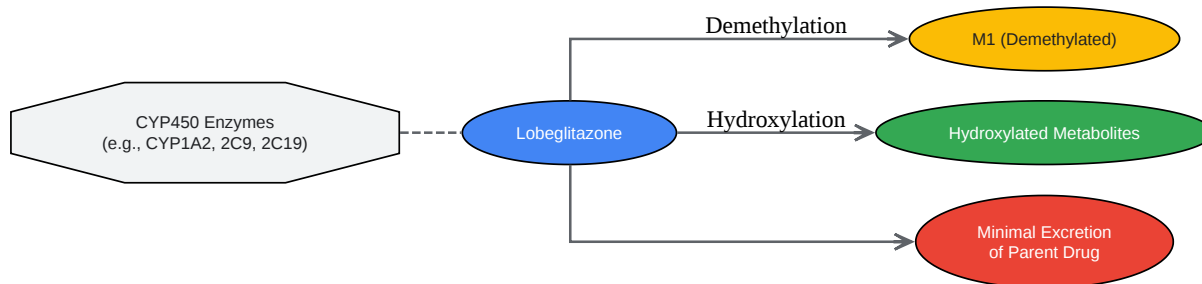 Demethylation
M1 (Demethylated)
CYP450 Enzymes
(e.g., CYP1A2, 2C9, 2C19)
Lobeglitazone
Hydroxylation
Hydroxylated Metabolites
Minimal Excretion
of Parent Drug